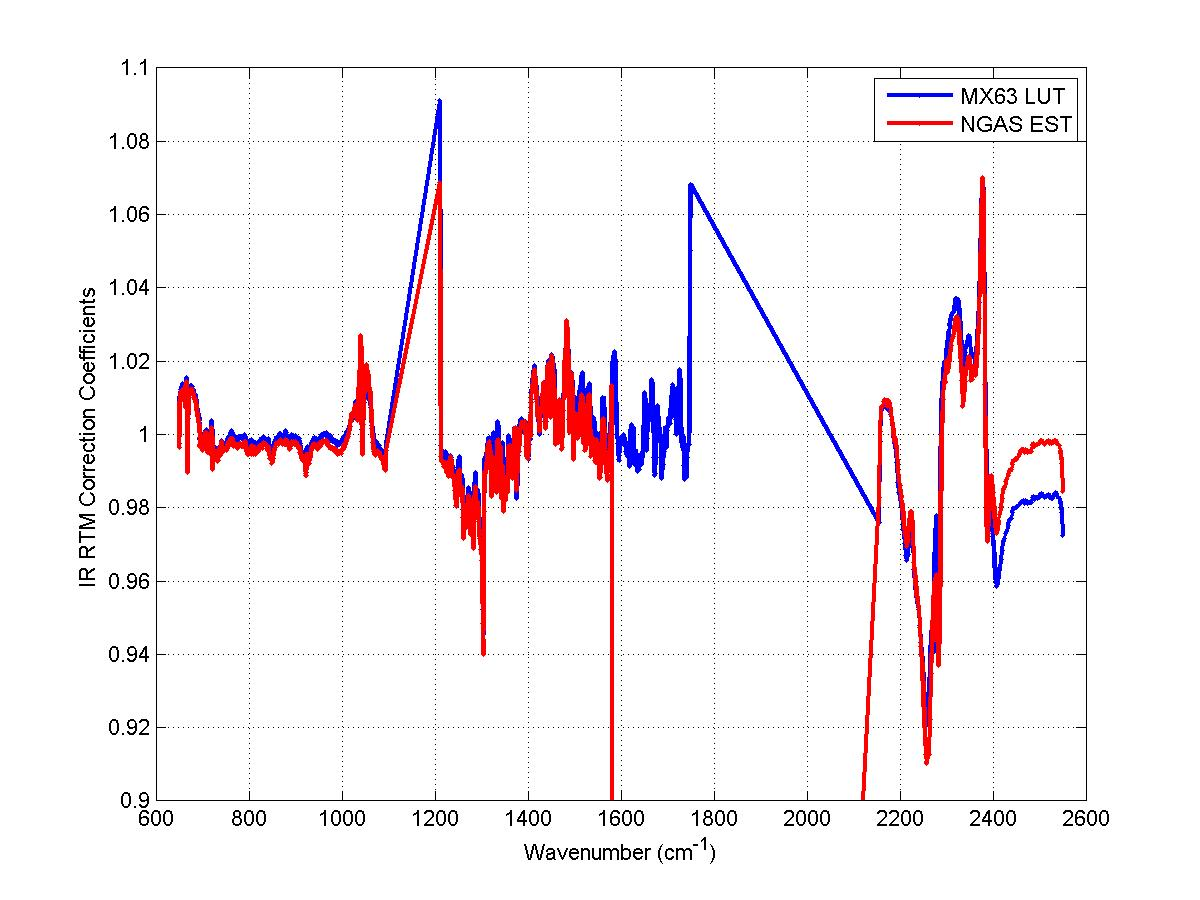 MX63 LUT
NGAS EST
1.1
1.08
1.06
1.04
1.02
1
0.98
0.96
0.94
0.92
0.9
IR RTM Correction Coefficients
600 800 1000 1200 1400 1600 1800 2000 2200 2400 2600
Wavenumber (cm-1)